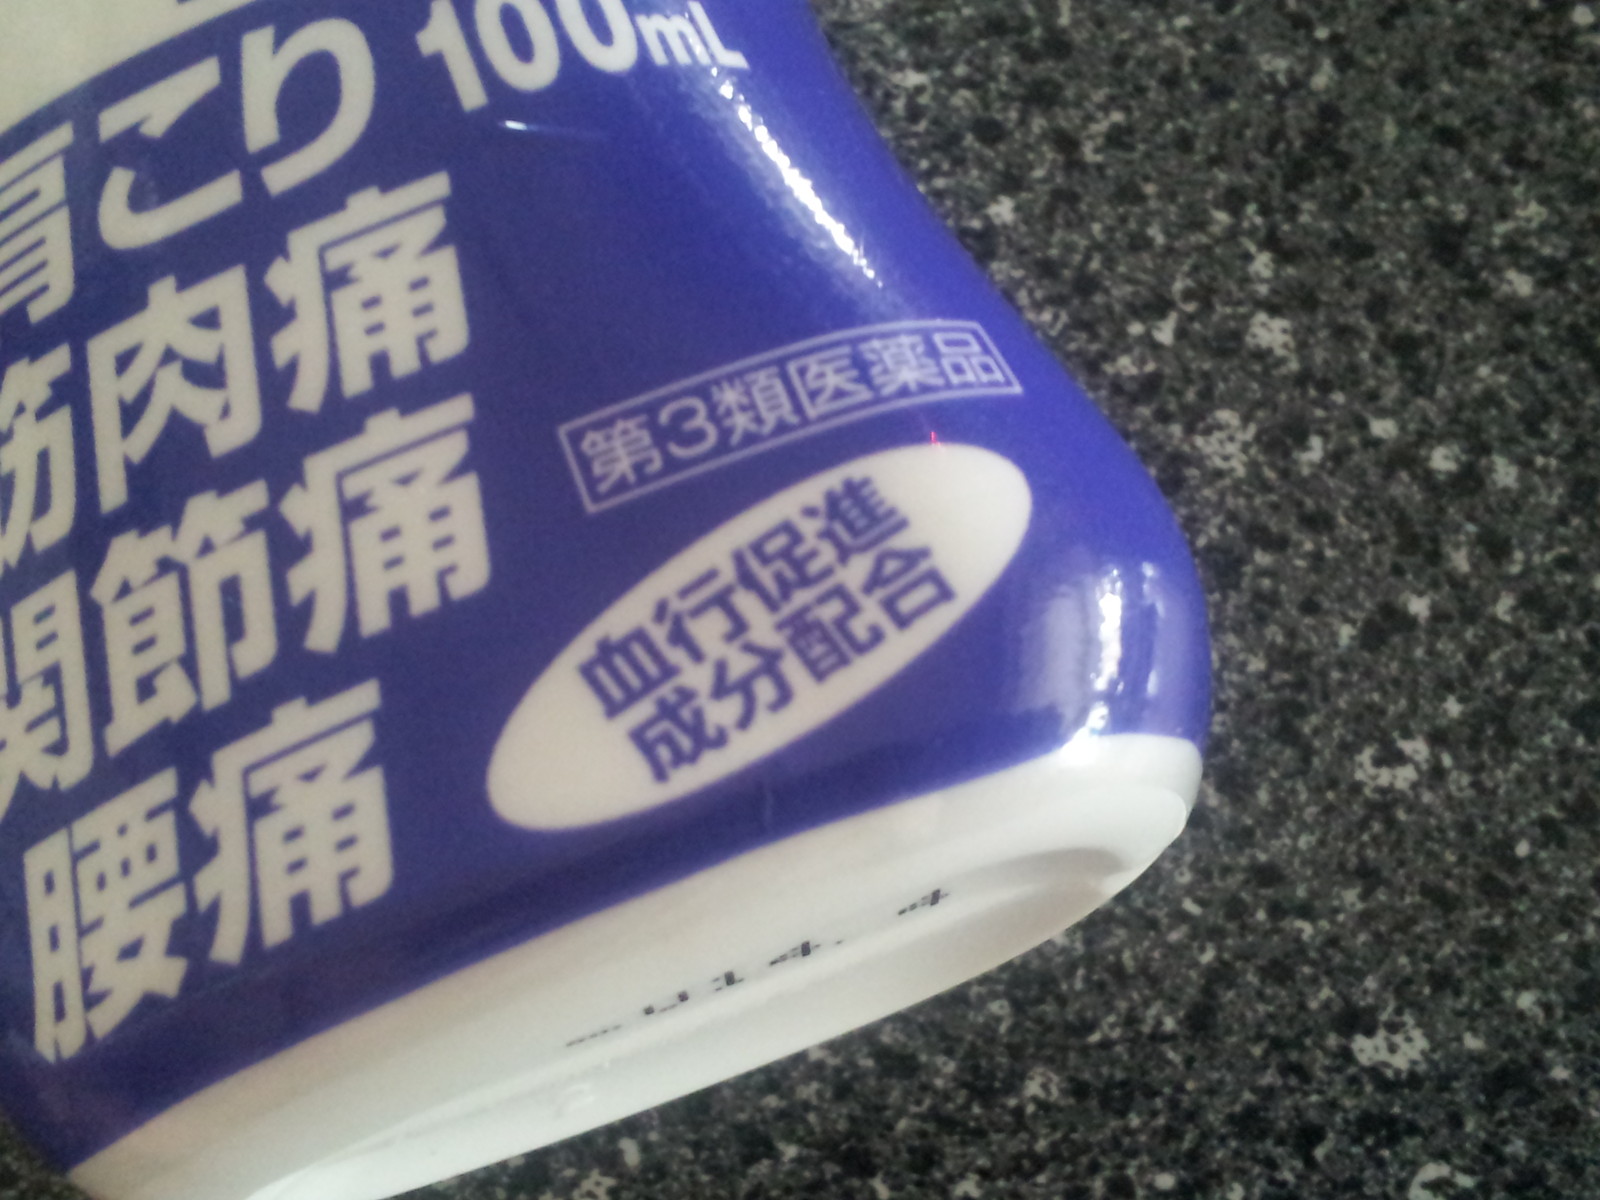 肩こり 100mL
筋肉痛
関節痛
腰痛
第3類医薬品
血行促進
成分配合